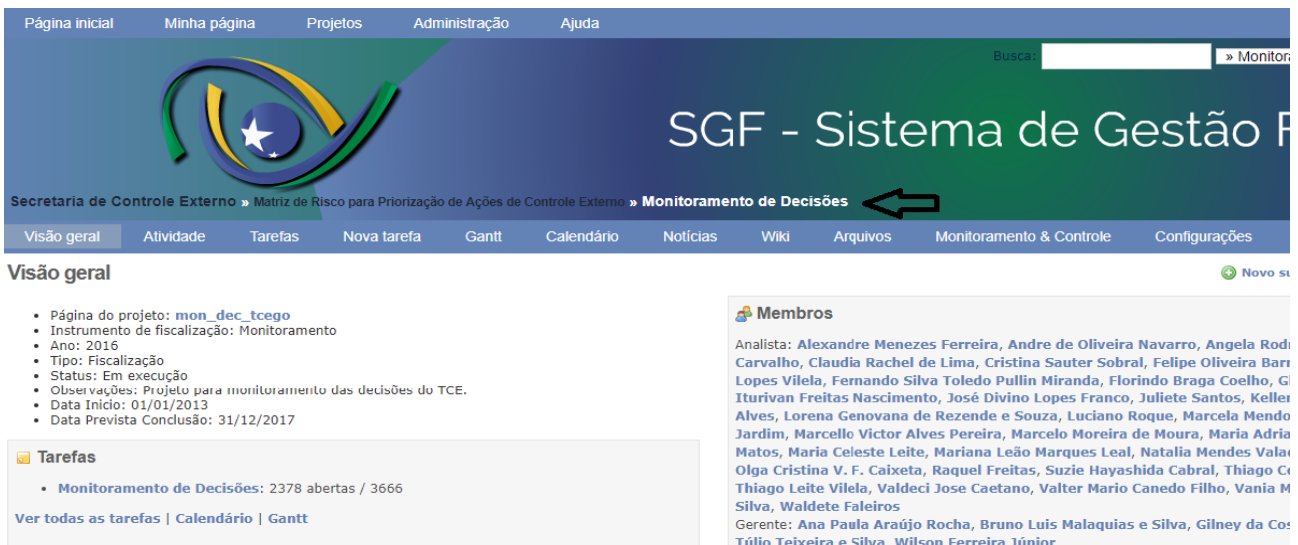 Página inicial Minha página Projetos Administração Ajuda
Busca: » Monitora
SGF - Sistema de Gestão F
Secretaria de Controle Externo » Matriz de Risco para Priorização de Ações de Controle Externo » Monitoramento de Decisões
Visão geral Atividade Tarefas Nova tarefa Gantt Calendário Notícias Wiki Arquivos Monitoramento & Controle Configurações
Visão geral
Novo su
Página do projeto: mon_dec_tcego
Instrumento de fiscalização: Monitoramento
Ano: 2016
Tipo: Fiscalização
Status: Em execução
Observações: Projeto para monitoramento das decisões do TCE.
Data Inicio: 01/01/2013
Data Prevista Conclusão: 31/12/2017
Tarefas
Monitoramento de Decisões: 2378 abertas / 3666
Ver todas as tarefas | Calendário | Gantt
Membros
Analista: Alexandre Menezes Ferreira, Andre de Oliveira Navarro, Angela Rodr
Carvalho, Claudia Rachel de Lima, Cristina Sauter Sobral, Felipe Oliveira Barr
Lopes Vilela, Fernando Silva Toledo Pullin Miranda, Florindo Braga Coelho, G
Iturivan Freitas Nascimento, José Divino Lopes Franco, Juliete Santos, Keller
Alves, Lorena Genovana de Rezende e Souza, Luciano Roque, Marcela Mendo
Jardim, Marcello Victor Alves Pereira, Marcelo Moreira de Moura, Maria Adria
Matos, Maria Celeste Leite, Mariana Leão Marques Leal, Natalia Mendes Valad
Olga Cristina V. F. Caixeta, Raquel Freitas, Suzie Hayashida Cabral, Thiago C
Thiago Leite Vilela, Valdeci Jose Caetano, Valter Mario Canedo Filho, Vania M
Silva, Waldete Faleiros
Gerente: Ana Paula Araújo Rocha, Bruno Luis Malaquias e Silva, Gilney da Cos
Túlio Teixeira e Silva, Wilson Ferreira Júnior